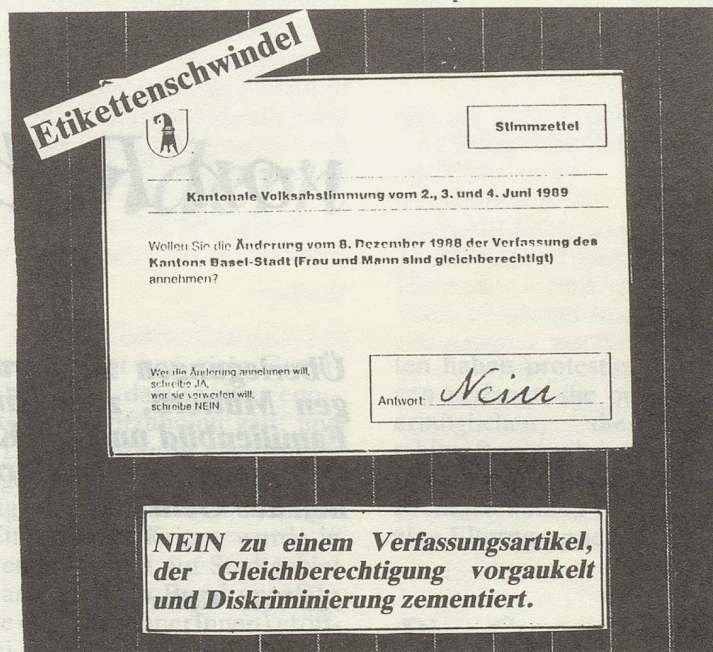 Etikettenschwindel
Stimmzettel
Kantonale Volksabstimmung vom 2., 3. und 4. Juni 1989
Wollen Sie die Änderung vom 8. Dezember 1988 der Verfassung des
Kantons Basel-Stadt (Frau und Mann sind gleichberechtigt)
annehmen?
Wer die Änderung annehmen will,
schreibe JA,
wer sie verwerfen will,
schreibe NEIN
Antwort: Nein
NEIN zu einem Verfassungsartikel,
der Gleichberechtigung vorgaukelt
und Diskriminierung zementiert.